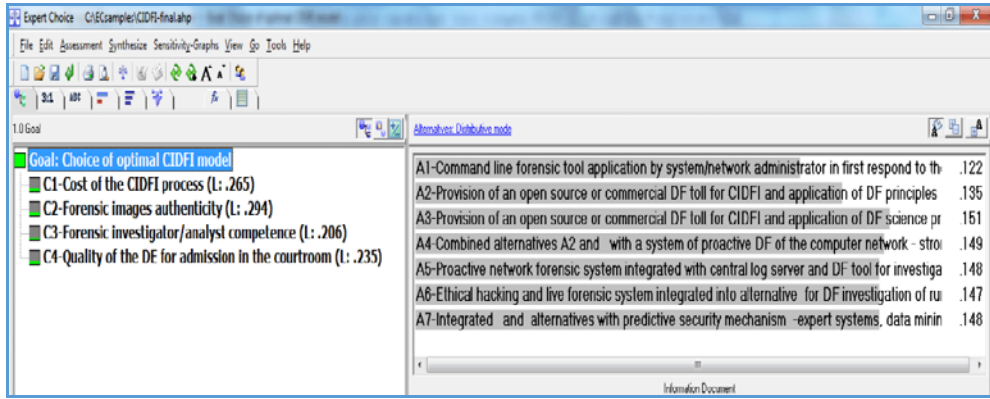 Expert Choice C:\ECsamples\CIDFI-final.ahp
File Edit Assessment Synthesize Sensitivity-Graphs View Go Tools Help
3:1 ABC
1.0 Goal
Alternatives: Distributive mode
Goal: Choice of optimal CIDFI model
C1-Cost of the CIDFI process (L: .265)
C2-Forensic images authenticity (L: .294)
C3-Forensic investigator/analyst competence (L: .206)
C4-Quality of the DE for admission in the courtroom (L: .235)
A1-Command line forensic tool application by system/network administrator in first respond to th .122
A2-Provision of an open source or commercial DF toll for CIDFI and application of DF principles .135
A3-Provision of an open source or commercial DF toll for CIDFI and application of DF science pr .151
A4-Combined alternatives A2 and with a system of proactive DF of the computer network - stro .149
A5-Proactive network forensic system integrated with central log server and DF tool for investiga .148
A6-Ethical hacking and live forensic system integrated into alternative for DF investigation of ru .147
A7-Integrated and alternatives with predictive security mechanism -expert systems, data minin .148
Information Document